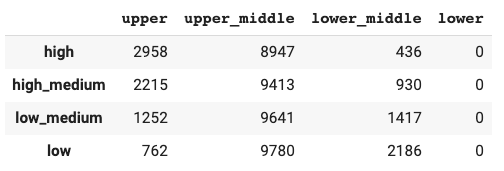 upper upper_middle lower_middle lower
high 2958 8947 436 0
high_medium 2215 9413 930 0
low_medium 1252 9641 1417 0
low 762 9780 2186 0